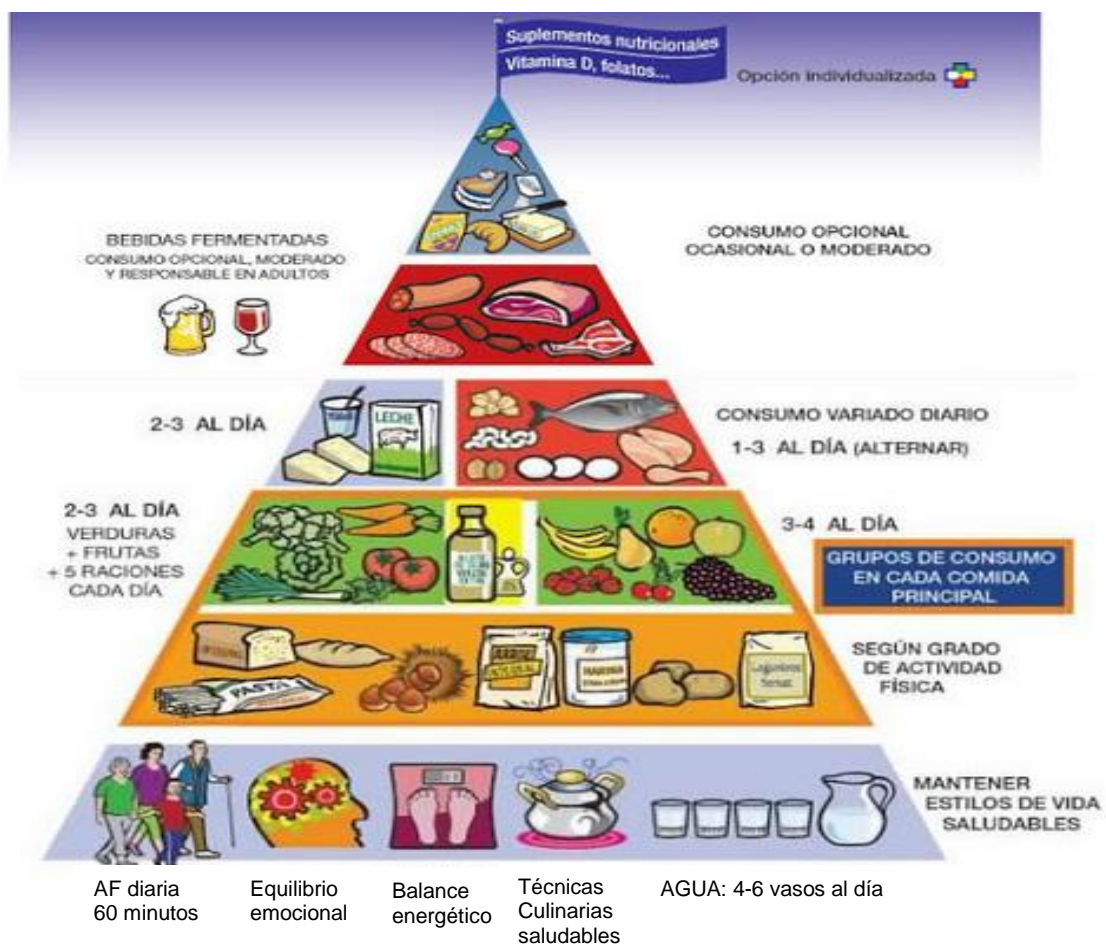 Suplementos nutricionales
Vitamina D, folatos...
Opción individualizada
BEBIDAS FERMENTADAS
CONSUMO OPCIONAL, MODERADO
Y RESPONSABLE EN ADULTOS
CONSUMO OPCIONAL
OCASIONAL O MODERADO
2-3 AL DÍA
LECHE
CONSUMO VARIADO DIARIO
1-3 AL DÍA (ALTERNAR)
2-3 AL DÍA
VERDURAS
+ FRUTAS
+ 5 RACIONES
CADA DÍA
3-4 AL DÍA
GRUPOS DE CONSUMO
EN CADA COMIDA
PRINCIPAL
PASTA
ARROZ
INTEGRAL
HARINA
Legumbres
SEGÚN GRADO
DE ACTIVIDAD
FÍSICA
MANTENER
ESTILOS DE VIDA
SALUDABLES
AF diaria
60 minutos
Equilibrio
emocional
Balance
energético
Técnicas
Culinarias
saludables
AGUA: 4-6 vasos al día